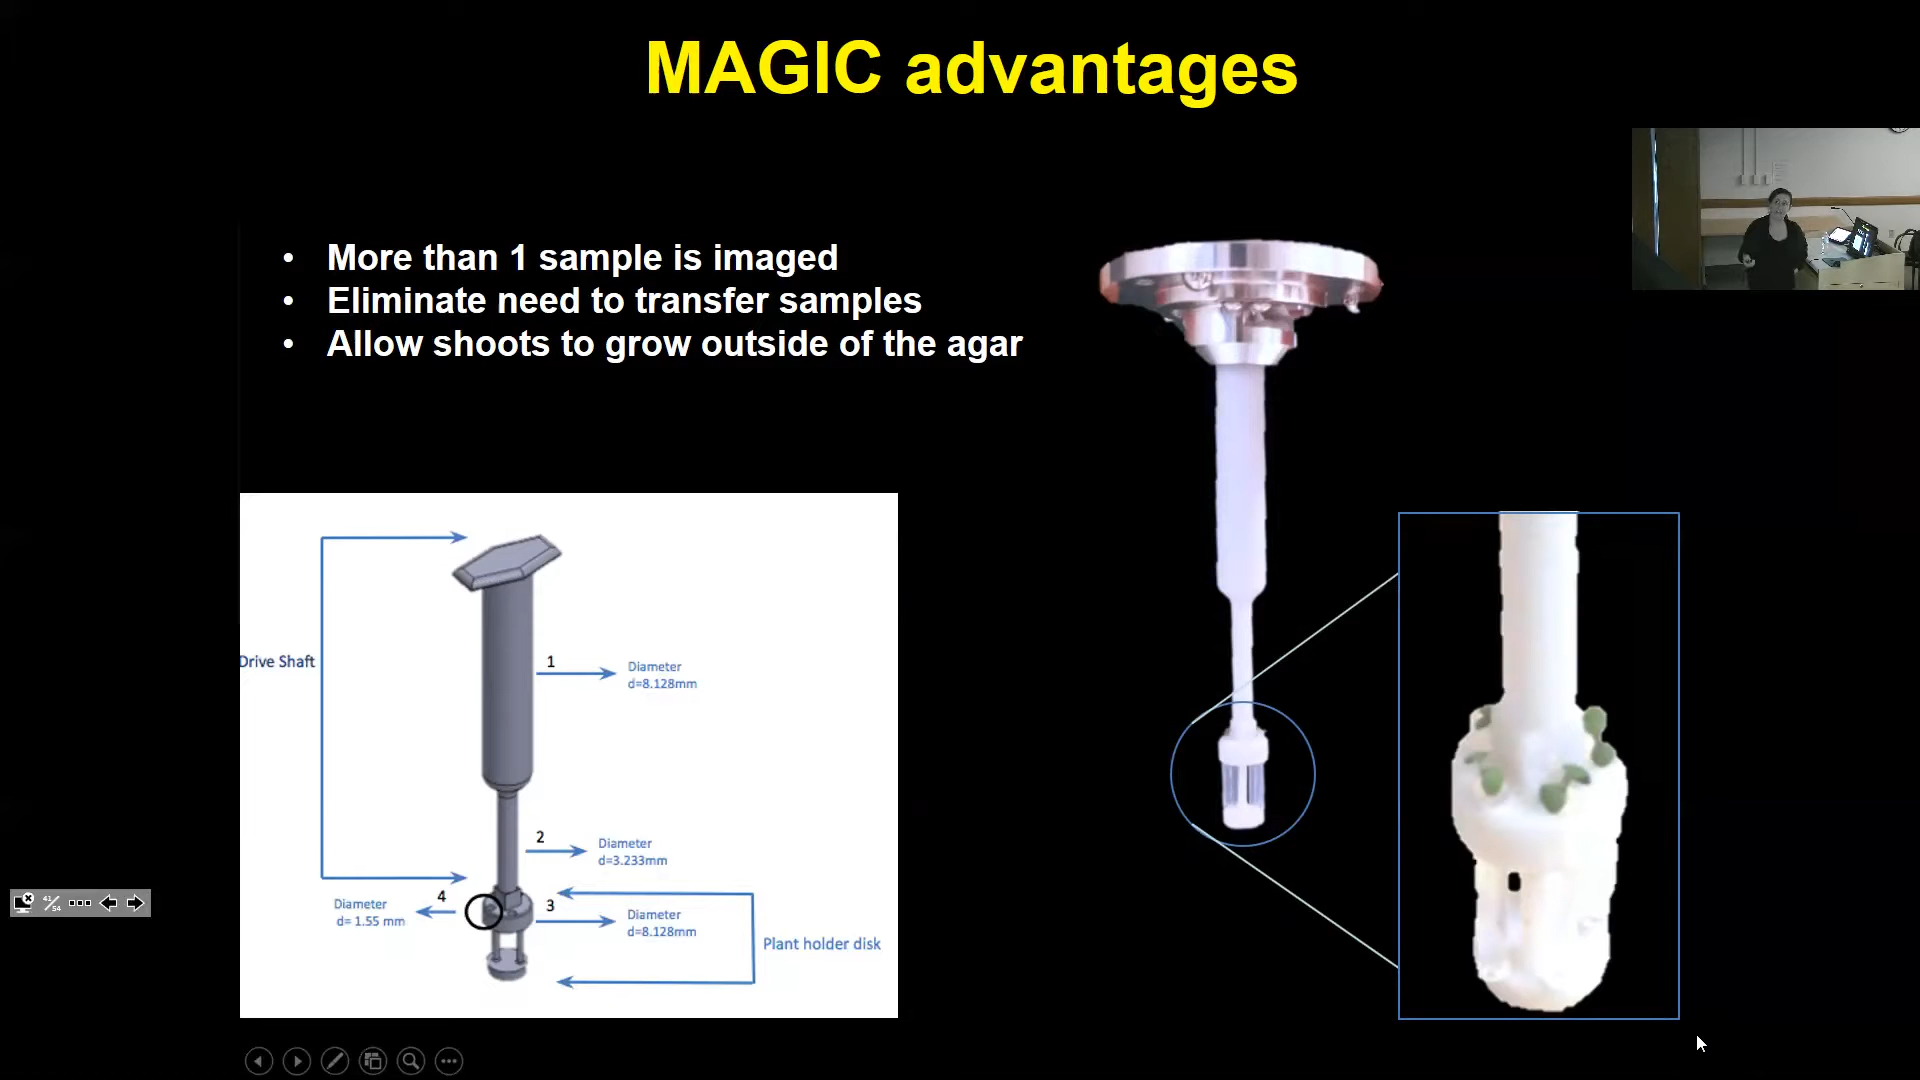 MAGIC advantages
• More than 1 sample is imaged
• Eliminate need to transfer samples
• Allow shoots to grow outside of the agar
Drive Shaft
1
Diameter
d=8.128mm
2
Diameter
d=3.233mm
4
Diameter
d= 1.55 mm
3
Diameter
d=8.128mm
Plant holder disk
41/54